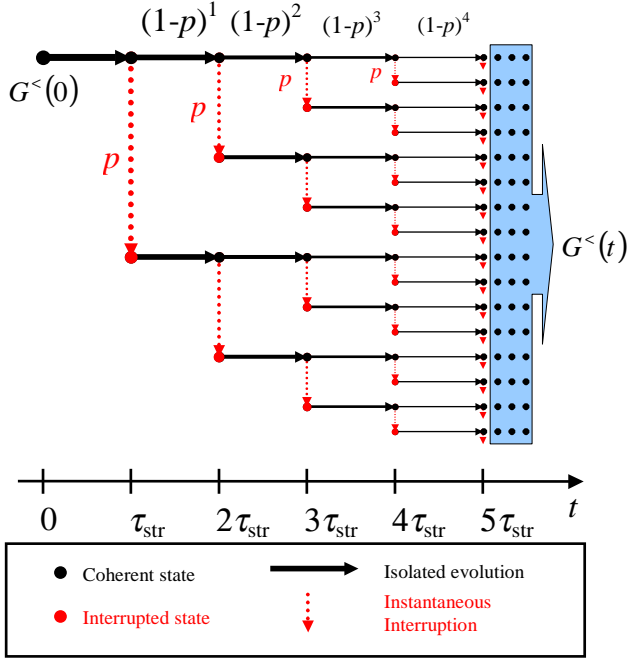 (1-p)¹ (1-p)² (1-p)³ (1-p)⁴
G<(0)
p p p p
G<(t)
0 τstr 2τstr 3τstr 4τstr 5τstr t
Coherent state Isolated evolution
Interrupted state Instantaneous
Interruption